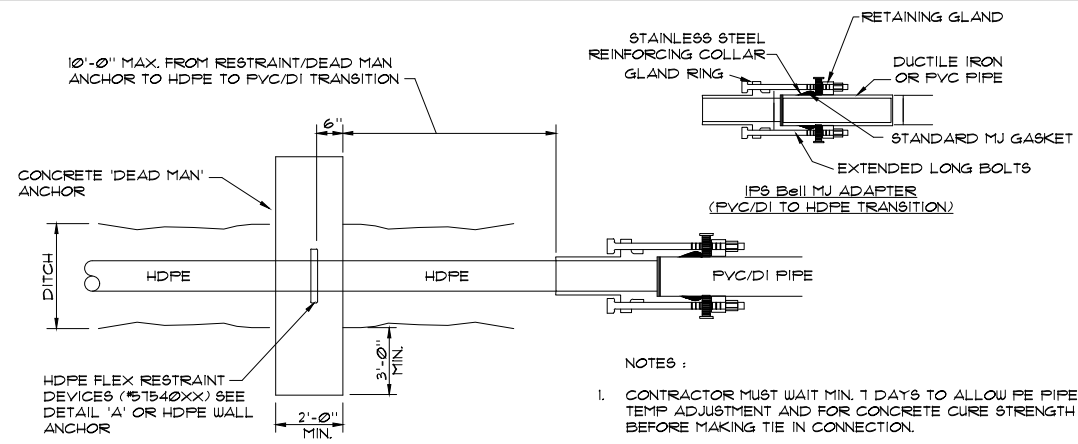 RETAINING GLAND
STAINLESS STEEL
REINFORCING COLLAR
GLAND RING
DUCTILE IRON
OR PVC PIPE
STANDARD MJ GASKET
EXTENDED LONG BOLTS
IPS Bell MJ ADAPTER
(PVC/DI TO HDPE TRANSITION)
10'-0" MAX. FROM RESTRAINT/DEAD MAN
ANCHOR TO HDPE TO PVC/DI TRANSITION
6"
CONCRETE 'DEAD MAN'
ANCHOR
DITCH
HDPE
HDPE
PVC/DI PIPE
3'-0"
MIN.
HDPE FLEX RESTRAINT
DEVICES (#57540XX) SEE
DETAIL 'A' OR HDPE WALL
ANCHOR
2'-0"
MIN.
NOTES :
1. CONTRACTOR MUST WAIT MIN. 7 DAYS TO ALLOW PE PIPE
TEMP ADJUSTMENT AND FOR CONCRETE CURE STRENGTH
BEFORE MAKING TIE IN CONNECTION.